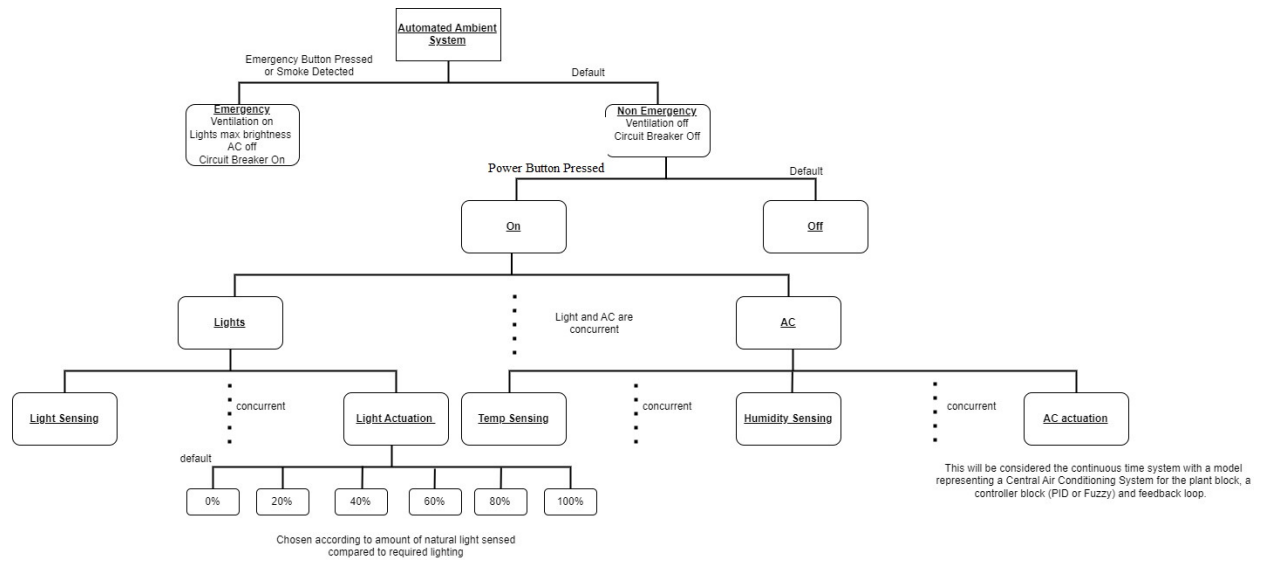 Automated Ambient
System
Emergency Button Pressed
or Smoke Detected
Default
Emergency
Ventilation on
Lights max brightness
AC off
Circuit Breaker On
Non Emergency
Ventilation off
Circuit Breaker Off
Power Button Pressed
Default
On
Off
Lights
Light and AC are
concurrent
AC
Light Sensing
concurrent
Light Actuation
Temp Sensing
concurrent
Humidity Sensing
concurrent
AC actuation
default
0%
20%
40%
60%
80%
100%
This will be considered the continuous time system with a model
representing a Central Air Conditioning System for the plant block, a
controller block (PID or Fuzzy) and feedback loop.
Chosen according to amount of natural light sensed
compared to required lighting